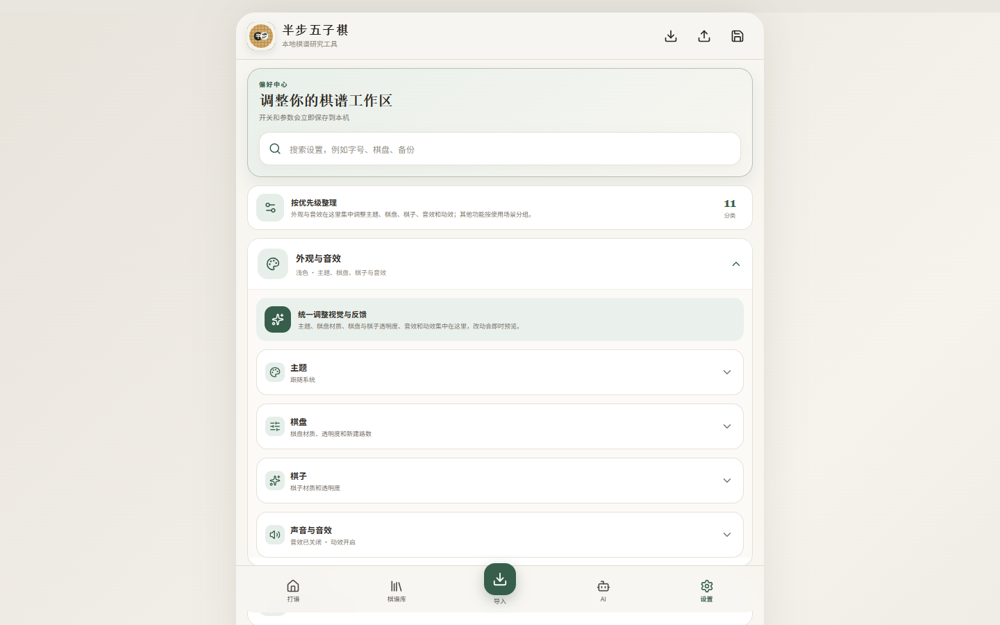 半步五子棋
本地棋谱研究工具
偏好中心
调整你的棋谱工作区
开关和参数会立即保存到本机
搜索设置，例如字号、棋盘、备份
按优先级整理
外观与音效在这里集中调整主题、棋盘、棋子、音效和动效；其他功能按使用场景分组。
11
分类
外观与音效
浅色 · 主题、棋盘、棋子与音效
统一调整视觉与反馈
主题、棋盘材质、棋盘与棋子透明度、音效和动效集中在这里，改动会即时预览。
主题
跟随系统
棋盘
棋盘材质、透明度和新建路数
棋子
棋子材质和透明度
声音与音效
音效已关闭 · 动效开启
打谱
棋谱库
导入
AI
设置